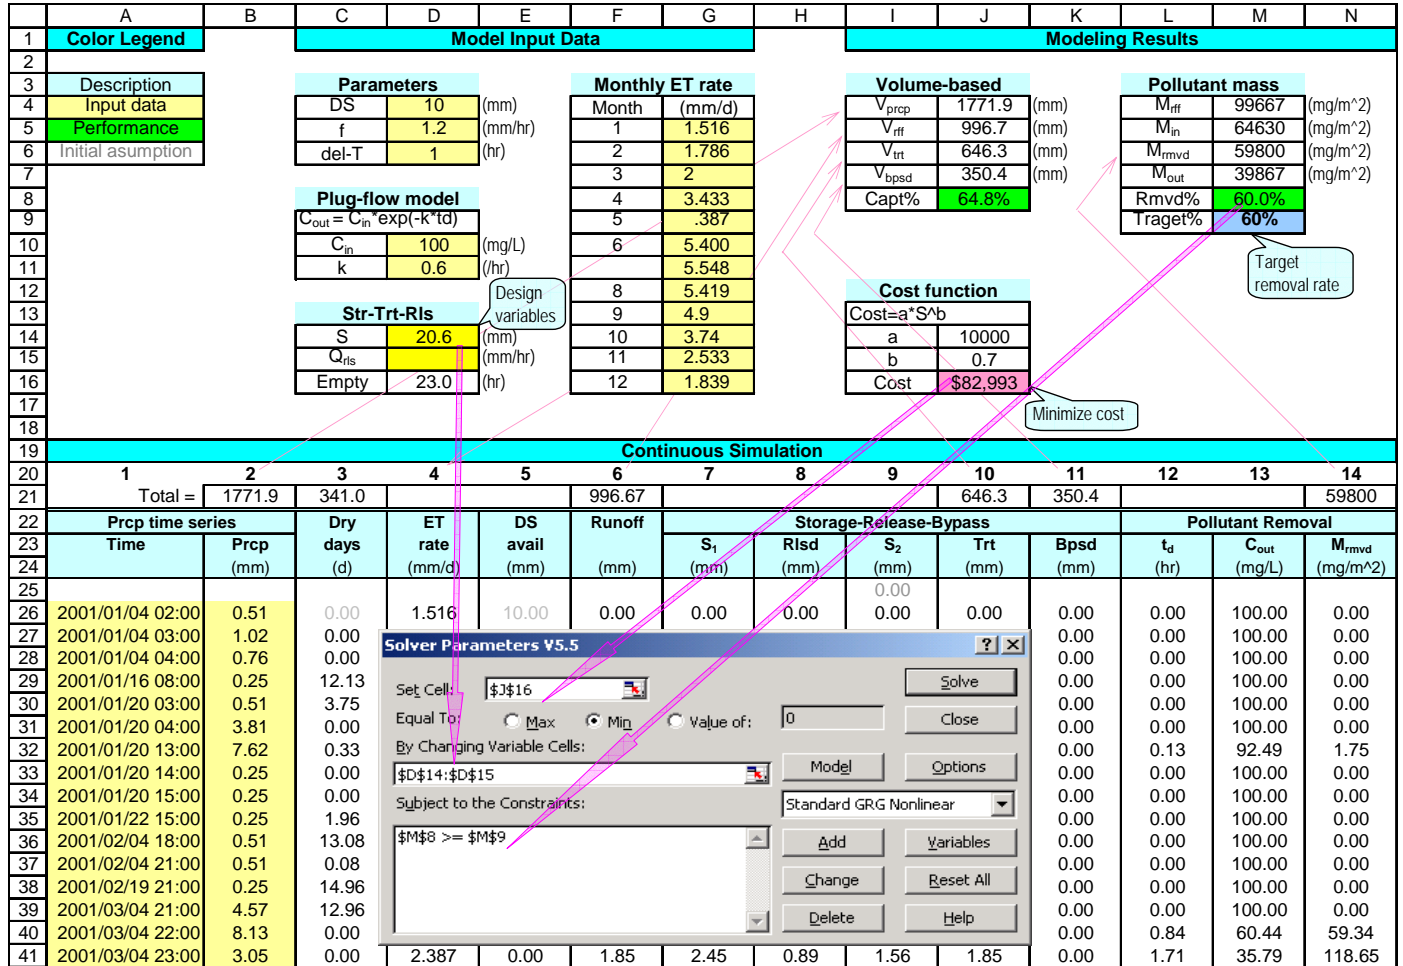 A B C D E F G H I J K L M N
1 Color Legend Model Input Data Modeling Results
2
3 Description Parameters Monthly ET rate Volume-based Pollutant mass
4 Input data DS 10 (mm) Month (mm/d) Vprcp 1771.9 (mm) Mrff 99667 (mg/m^2)
5 Performance f 1.2 (mm/hr) 1 1.516 Vrff 996.7 (mm) Min 64630 (mg/m^2)
6 Initial asumption del-T 1 (hr) 2 1.786 Vtrt 646.3 (mm) Mrmvd 59800 (mg/m^2)
7 3 2 Vbpsd 350.4 (mm) Mout 39867 (mg/m^2)
8 Plug-flow model 4 3.433 Capt% 64.8% Rmvd% 60.0%
9 Cout = Cin*exp(-k*td) 5 .387 Traget% 60%
10 Cin 100 (mg/L) 6 5.400
11 k 0.6 (/hr) 5.548
Target
removal rate
12 8 5.419 Cost function
Design
variables
13 Str-Trt-Rls 9 4.9 Cost=a*S^b
14 S 20.6 (mm) 10 3.74 a 10000
15 Qrls (mm/hr) 11 2.533 b 0.7
16 Empty 23.0 (hr) 12 1.839 Cost $82,993
Minimize cost
17
18
19 Continuous Simulation
20 1 2 3 4 5 6 7 8 9 10 11 12 13 14
21 Total = 1771.9 341.0 996.67 646.3 350.4 59800
22 Prcp time series Dry ET DS Runoff Storage-Release-Bypass Pollutant Removal
23 Time Prcp days rate avail S1 Rlsd S2 Trt Bpsd td Cout Mrmvd
24 (mm) (d) (mm/d) (mm) (mm) (mm) (mm) (mm) (mm) (mm) (hr) (mg/L) (mg/m^2)
25 0.00
26 2001/01/04 02:00 0.51 0.00 1.516 10.00 0.00 0.00 0.00 0.00 0.00 0.00 0.00 100.00 0.00
27 2001/01/04 03:00 1.02 0.00 0.00 0.00 100.00 0.00
28 2001/01/04 04:00 0.76 0.00 0.00 0.00 100.00 0.00
29 2001/01/16 08:00 0.25 12.13 0.00 0.00 100.00 0.00
30 2001/01/20 03:00 0.51 3.75 0.00 0.00 100.00 0.00
31 2001/01/20 04:00 3.81 0.00 0.00 0.00 100.00 0.00
32 2001/01/20 13:00 7.62 0.33 0.00 0.13 92.49 1.75
33 2001/01/20 14:00 0.25 0.00 0.00 0.00 100.00 0.00
34 2001/01/20 15:00 0.25 0.00 0.00 0.00 100.00 0.00
35 2001/01/22 15:00 0.25 1.96 0.00 0.00 100.00 0.00
36 2001/02/04 18:00 0.51 13.08 0.00 0.00 100.00 0.00
37 2001/02/04 21:00 0.51 0.08 0.00 0.00 100.00 0.00
38 2001/02/19 21:00 0.25 14.96 0.00 0.00 100.00 0.00
39 2001/03/04 21:00 4.57 12.96 0.00 0.00 100.00 0.00
40 2001/03/04 22:00 8.13 0.00 0.00 0.84 60.44 59.34
41 2001/03/04 23:00 3.05 0.00 2.387 0.00 1.85 2.45 0.89 1.56 1.85 0.00 1.71 35.79 118.65
Solver Parameters V5.5
Set Cell: $J$16 Solve
Equal To: Max Min Value of: 0 Close
By Changing Variable Cells:
$D$14:$D$15 Model Options
Subject to the Constraints: Standard GRG Nonlinear
$M$8 >= $M$9 Add Variables
Change Reset All
Delete Help